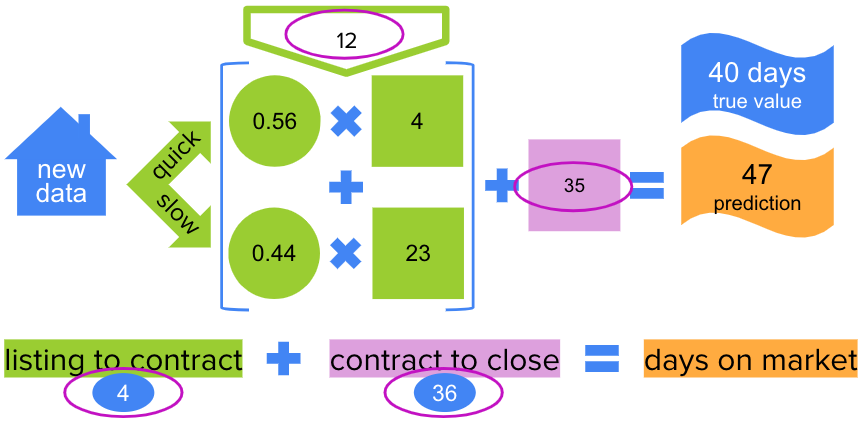 12
40 days
true value
0.56
4
quick
new
data
slow
35
47
prediction
0.44
23
listing to contract
contract to close
days on market
4
36